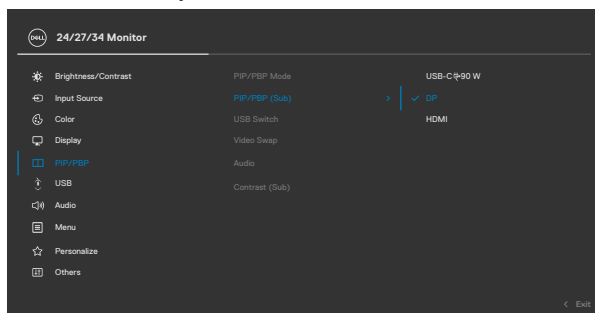 DELL
24/27/34 Monitor
Brightness/Contrast
Input Source
Color
Display
PIP/PBP
USB
Audio
Menu
Personalize
Others
PIP/PBP Mode
PIP/PBP (Sub)
USB Switch
Video Swap
Audio
Contrast (Sub)
USB-C 90 W
DP
HDMI
Exit